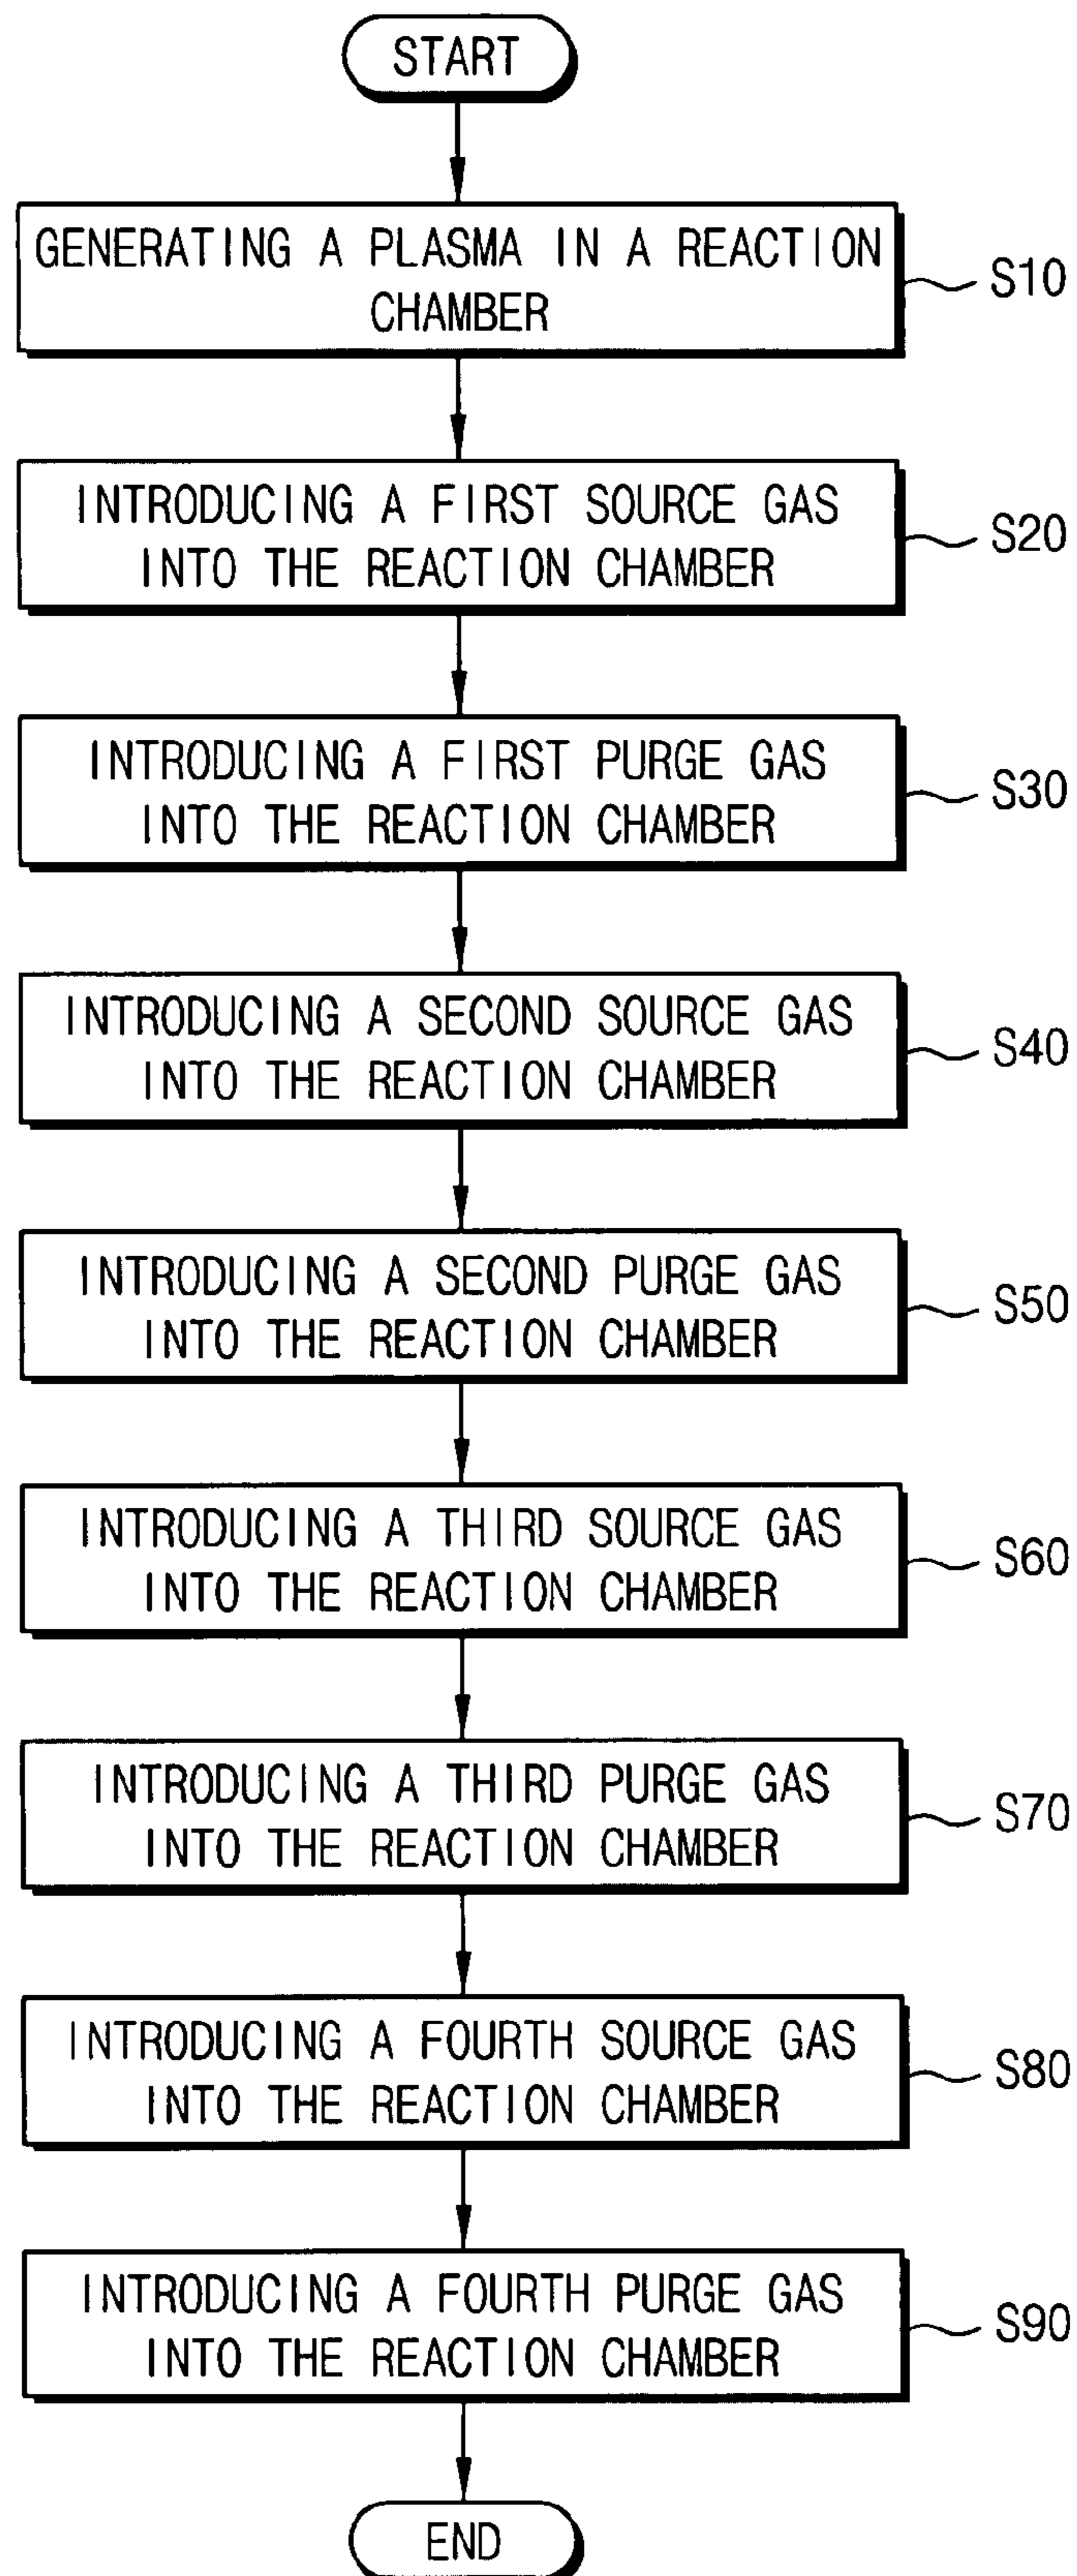 START
GENERATING A PLASMA IN A REACTION
CHAMBER
S10
INTRODUCING A FIRST SOURCE GAS
INTO THE REACTION CHAMBER
S20
INTRODUCING A FIRST PURGE GAS
INTO THE REACTION CHAMBER
S30
INTRODUCING A SECOND SOURCE GAS
INTO THE REACTION CHAMBER
S40
INTRODUCING A SECOND PURGE GAS
INTO THE REACTION CHAMBER
S50
INTRODUCING A THIRD SOURCE GAS
INTO THE REACTION CHAMBER
S60
INTRODUCING A THIRD PURGE GAS
INTO THE REACTION CHAMBER
S70
INTRODUCING A FOURTH SOURCE GAS
INTO THE REACTION CHAMBER
S80
INTRODUCING A FOURTH PURGE GAS
INTO THE REACTION CHAMBER
S90
END